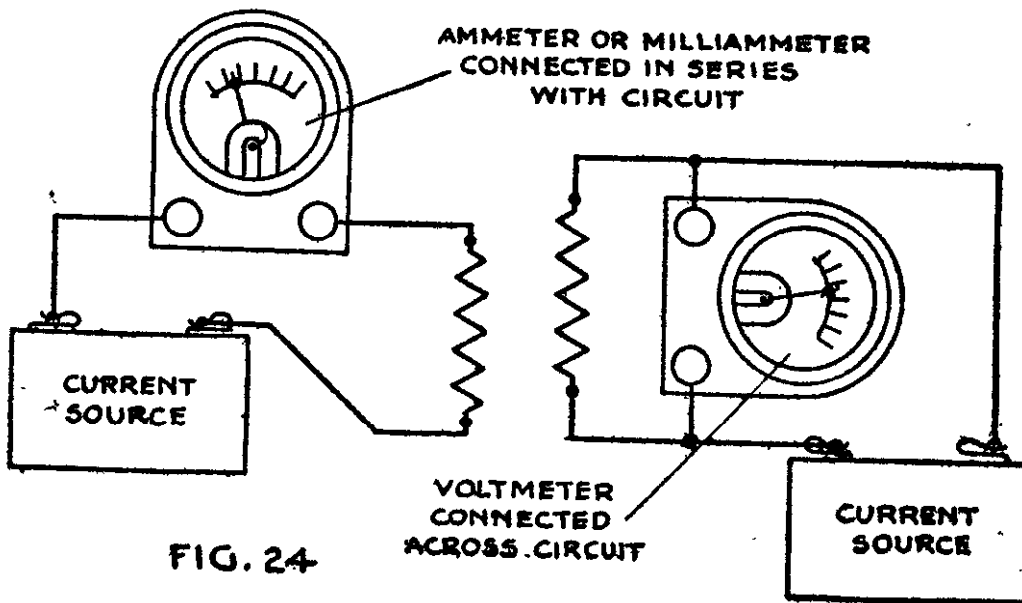 AMMETER OR MILLIAMMETER
CONNECTED IN SERIES
WITH CIRCUIT
CURRENT
SOURCE
VOLTMETER
CONNECTED
ACROSS.CIRCUIT
CURRENT
SOURCE
FIG. 24